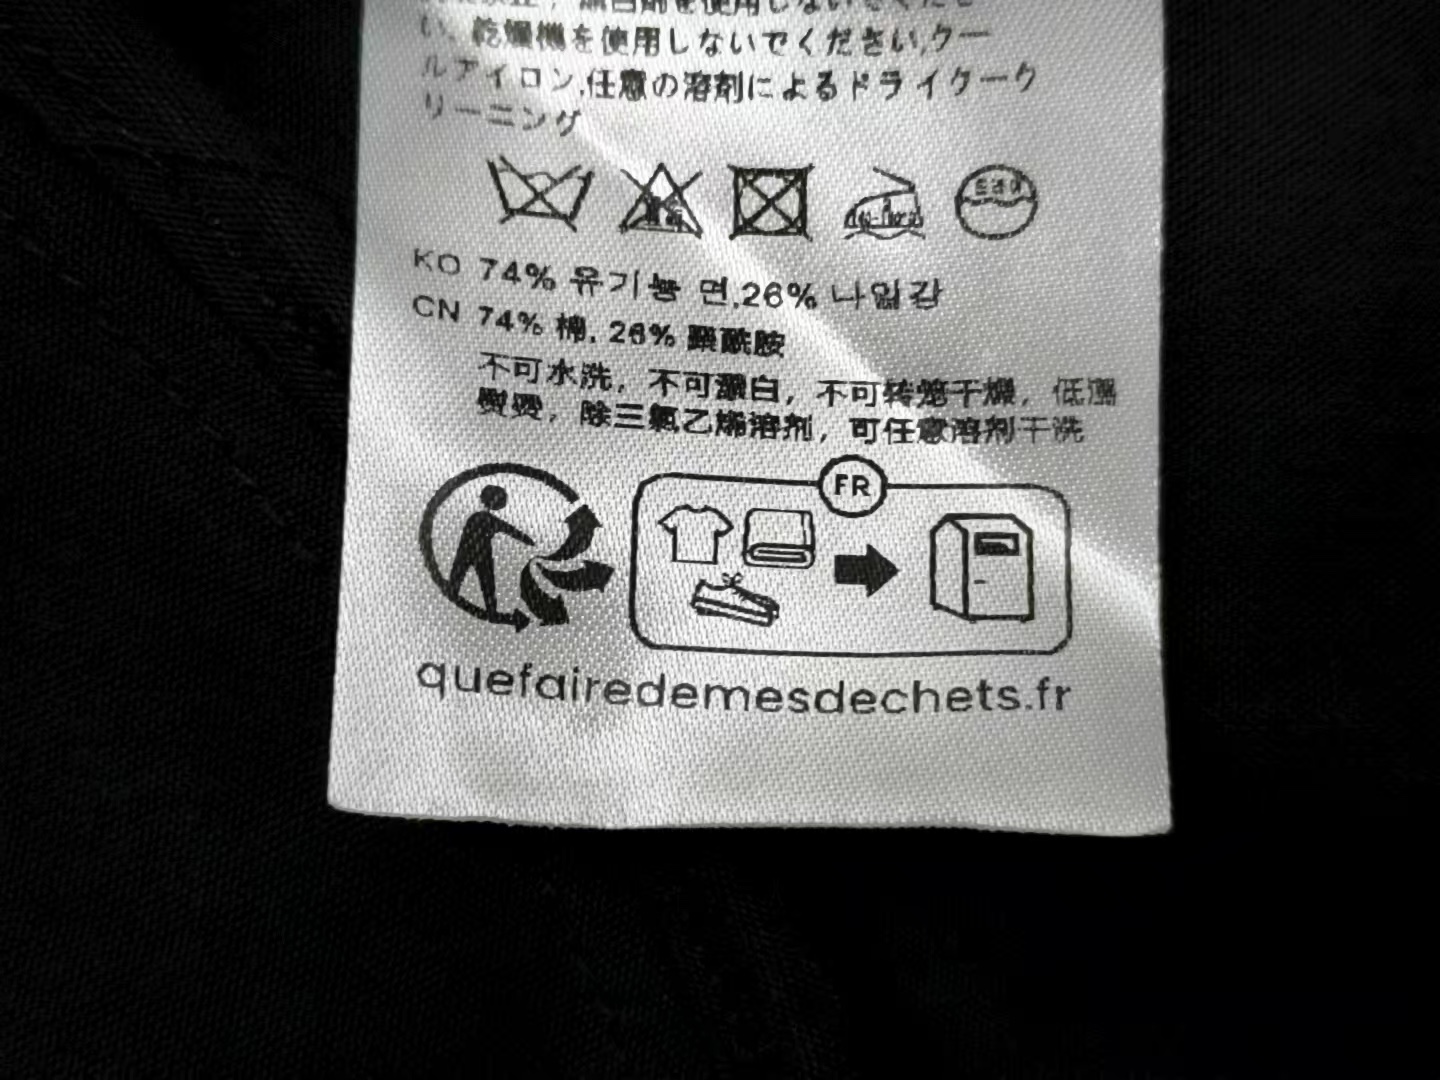 い、乾燥機を使用しないでください,クー
ルアイロン,任意の溶剤によるドライクーク
リーニング
드라이
KO 74% 유기농 면,26% 나일강
CN 74% 棉, 26% 聚酰胺
不可水洗，不可漂白，不可转笼干燥，低温
熨烫，除三氯乙烯溶剂，可任意溶剂干洗
FR
quefairedemesdechets.fr